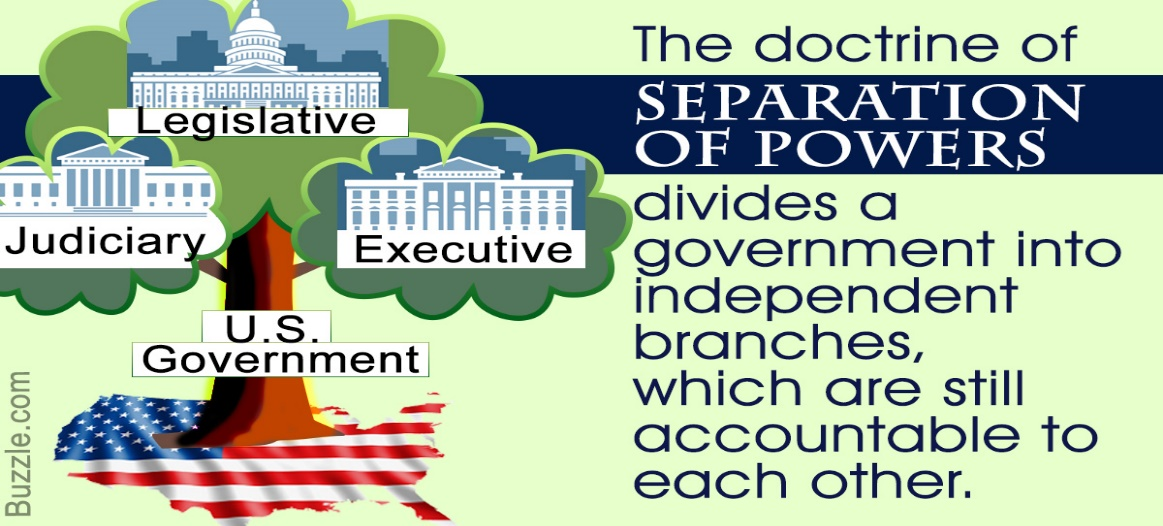 Legislative
Judiciary
Executive
U.S.
Government
Buzzle.com
The doctrine of
SEPARATION
OF POWERS
divides a
government into
independent
branches,
which are still
accountable to
each other.